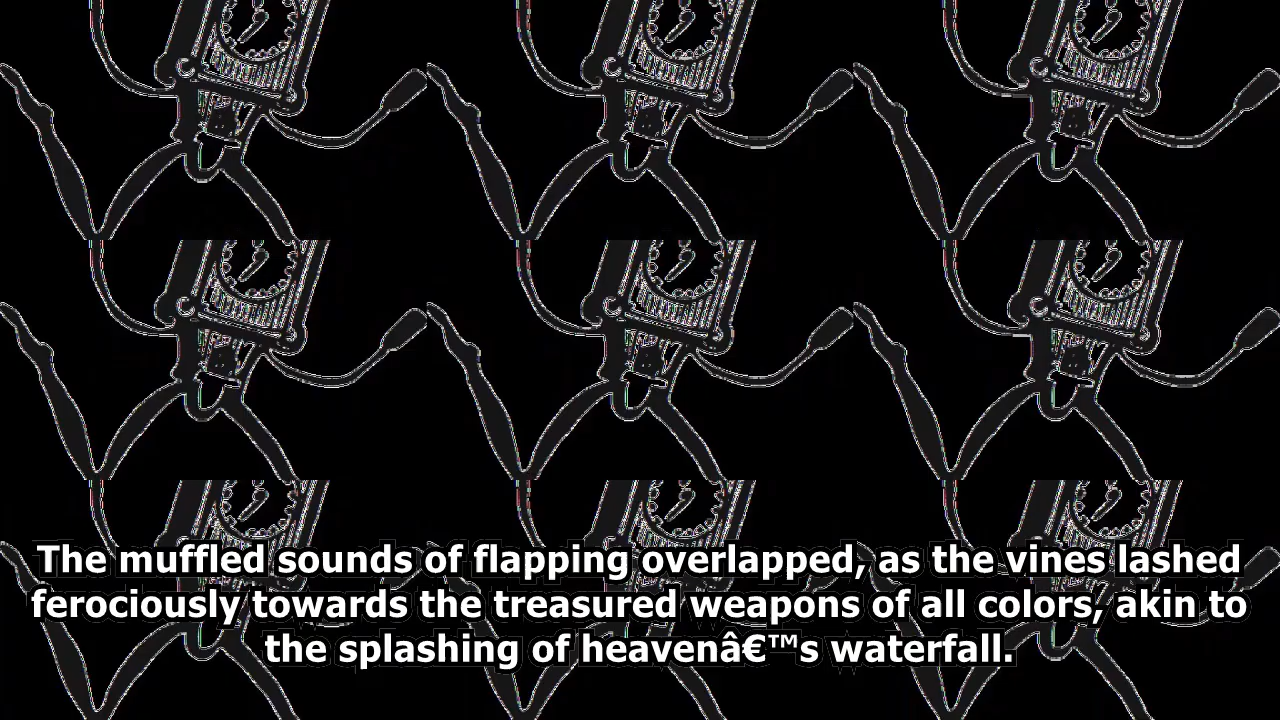 The muffled sounds of flapping overlapped, as the vines lashed
ferociously towards the treasured weapons of all colors, akin to
the splashing of heavenâ€™s waterfall.